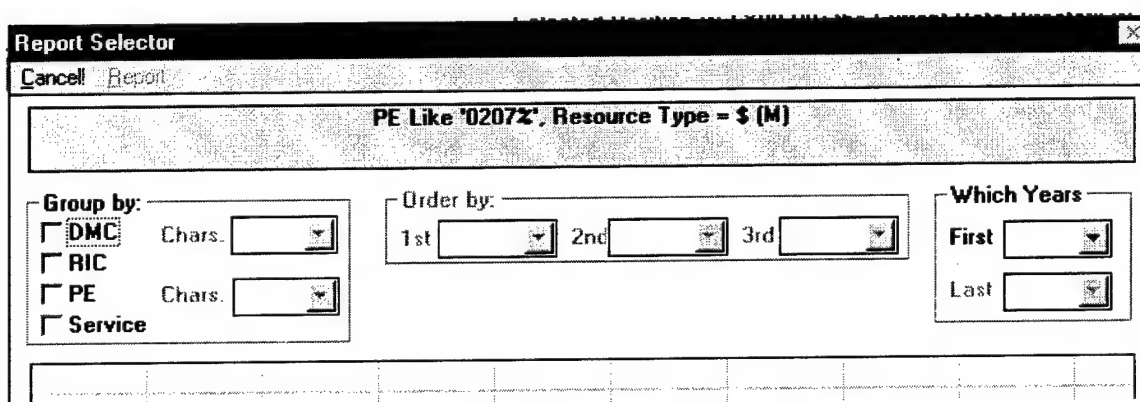 Report Selector
Cancel! Report
PE Like "0207%", Resource Type = $ (M)
Group by:
DMC Chars.
RIC
PE Chars.
Service
Order by:
1st 2nd 3rd
Which Years
First
Last